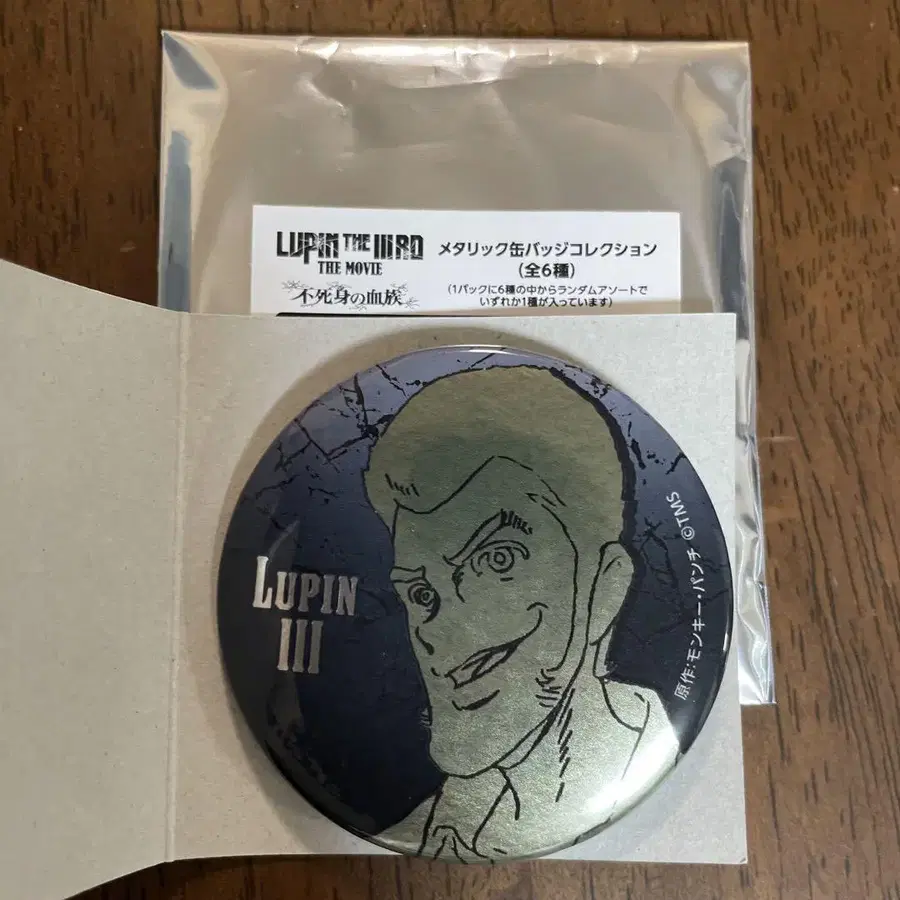 LUPIN THE IIIRD
THE MOVIE
不死身の血族
メタリック缶バッジコレクション
(全6種)
(1パックに6種の中からランダムアソートで
いずれか1種が入っています)
LUPIN
III
原作:モンキー・パンチ ©TMS